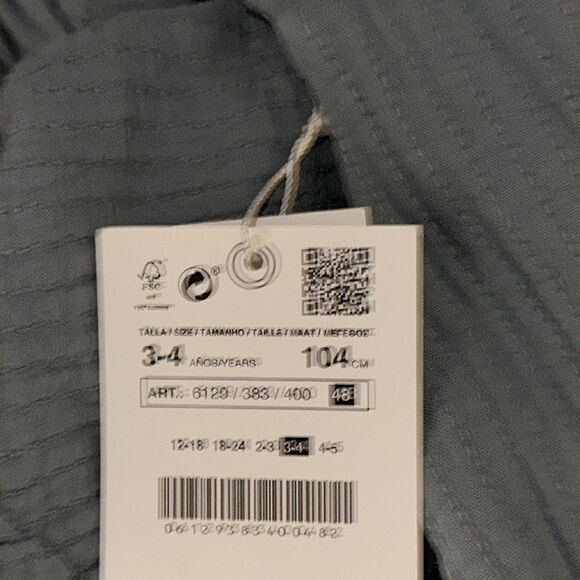 FSC
TALLA / SIZE / TAMANHO / TAILLE / MAAT /
3-4 AÑOS/YEARS 104 CM
ART.: 6129 / 383 / 400 48
12-18 18-24 2-3 3-4 4-5
06129383400482